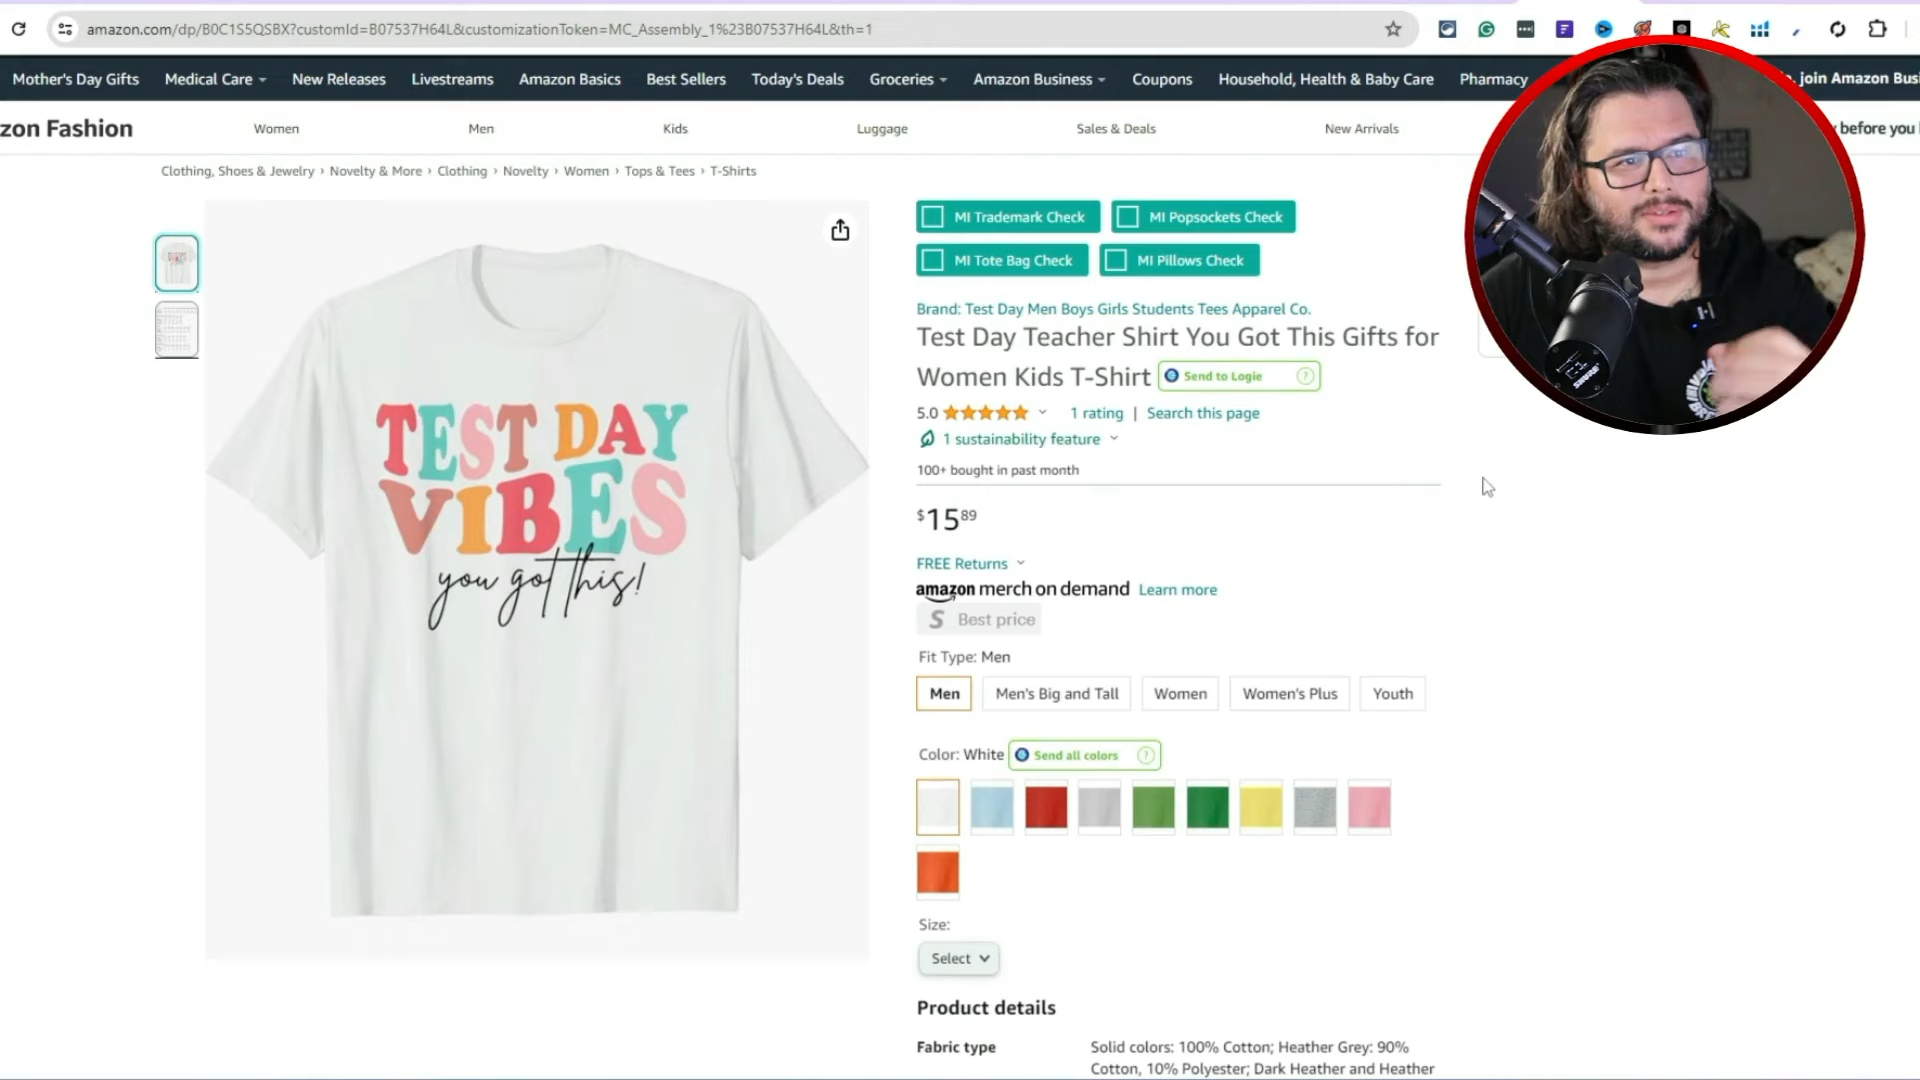 amazon.com/dp/B0C1S5QSBX?customId=B07537H64L&customizationToken=MC_Assembly_1%23B07537H64L&th=1
Mother's Day Gifts Medical Care New Releases Livestreams Amazon Basics Best Sellers Today's Deals Groceries Amazon Business Coupons Household, Health & Baby Care Pharmacy join Amazon Busi
zon Fashion Women Men Kids Luggage Sales & Deals New Arrivals before you
Clothing, Shoes & Jewelry › Novelty & More › Clothing › Novelty › Women › Tops & Tees › T-Shirts
TEST DAY
VIBES
you got this!
MI Trademark Check MI Popsockets Check
MI Tote Bag Check MI Pillows Check
Brand: Test Day Men Boys Girls Students Tees Apparel Co.
Test Day Teacher Shirt You Got This Gifts for
Women Kids T-Shirt Send to Logie ?
5.0 1 rating | Search this page
1 sustainability feature
100+ bought in past month
$15 89
FREE Returns
amazon merch on demand Learn more
S Best price
Fit Type: Men
Men Men's Big and Tall Women Women's Plus Youth
Color: White Send all colors ?
Size:
Select
Product details
Fabric type Solid colors: 100% Cotton; Heather Grey: 90%
Cotton, 10% Polyester; Dark Heather and Heather
SHURE